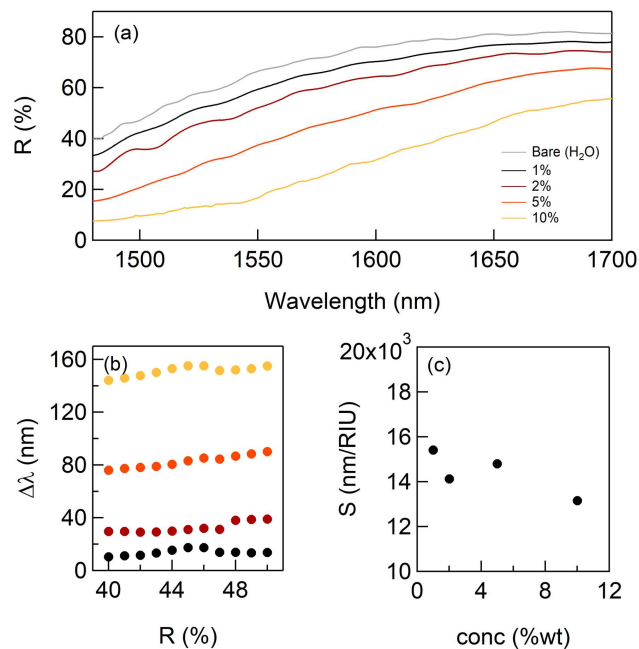 (a)
R (%)
80
60
40
20
0
Bare (H₂O)
1%
2%
5%
10%
1500
1550
1600
1650
1700
Wavelength (nm)
(b)
Δλ (nm)
160
120
80
40
0
40
44
48
R (%)
(c)
S (nm/RIU)
20x10³
18
16
14
12
10
0
4
8
12
conc (%wt)